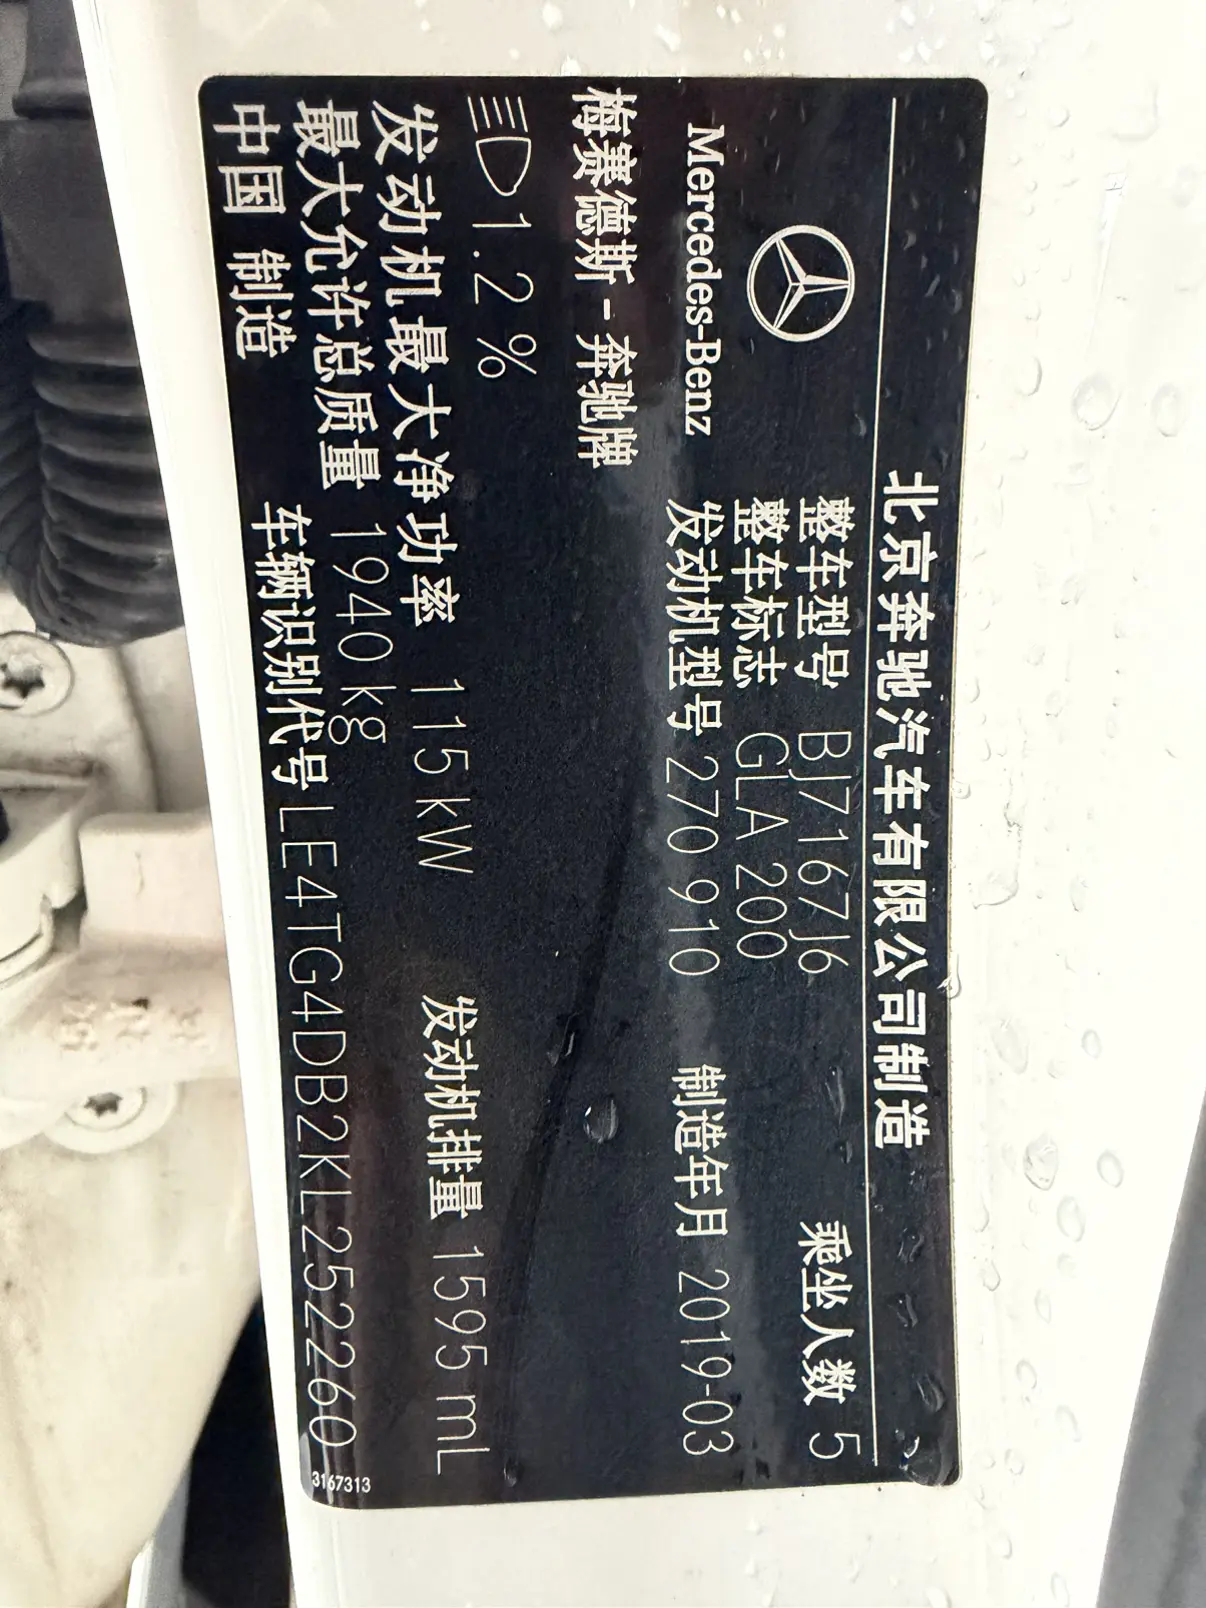 北京奔驰汽车有限公司制造
整车型号 BJ7167J6 乘坐人数 5
整车标志 GLA 200
Mercedes-Benz 发动机型号 270 910 制造年月 2019-03
梅赛德斯-奔驰牌
1.2%
发动机最大净功率 115kW 发动机排量 1595 mL
最大允许总质量 1940kg
中国 制造 车辆识别代号 LE4TG4DB2KL252260
3167313